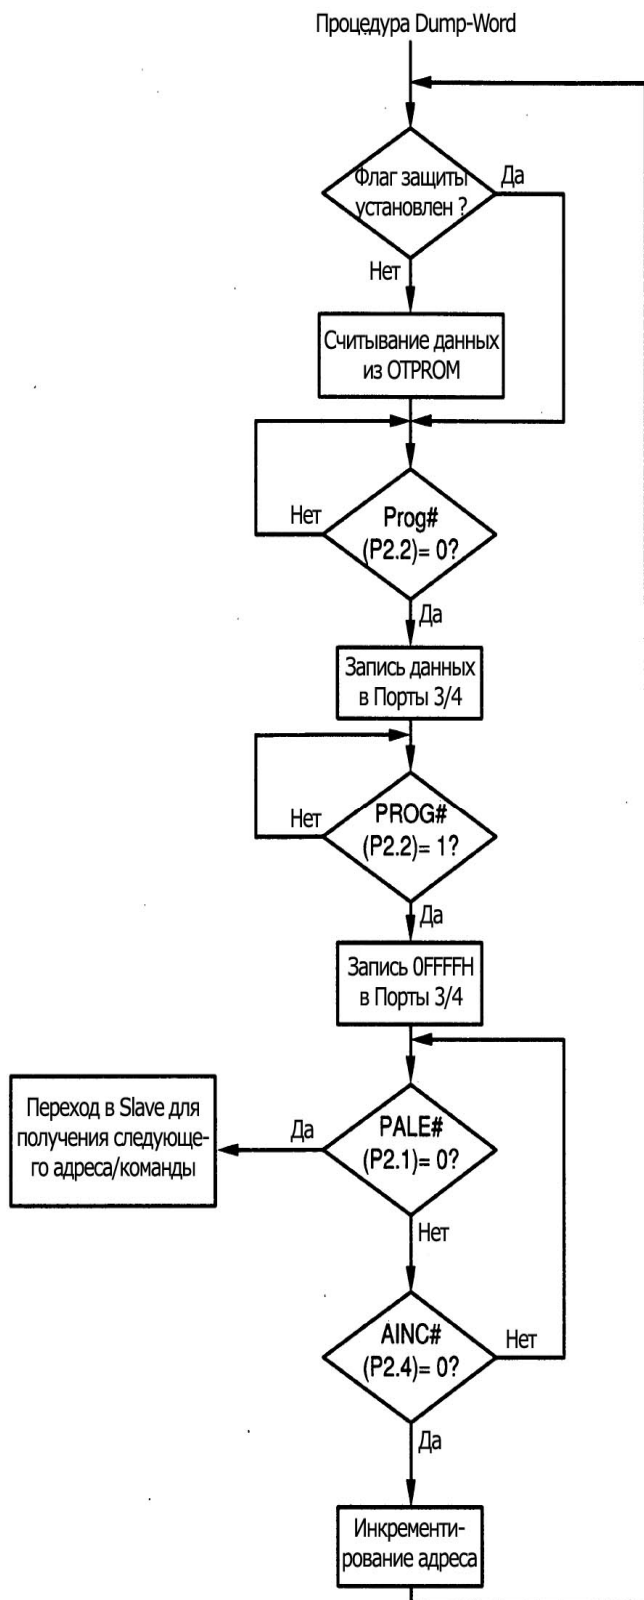 Процедура Dump-Word
Флаг защиты
установлен ?
Да
Нет
Считывание данных
из OTPROM
Нет
Prog#
(P2.2)= 0?
Да
Запись данных
в Порты 3/4
Нет
PROG#
(P2.2)= 1?
Да
Запись 0FFFFH
в Порты 3/4
Переход в Slave для
получения следующе-
го адреса/команды
Да
PALE#
(P2.1)= 0?
Нет
AINC#
(P2.4)= 0?
Нет
Да
Инкременти-
рование адреса